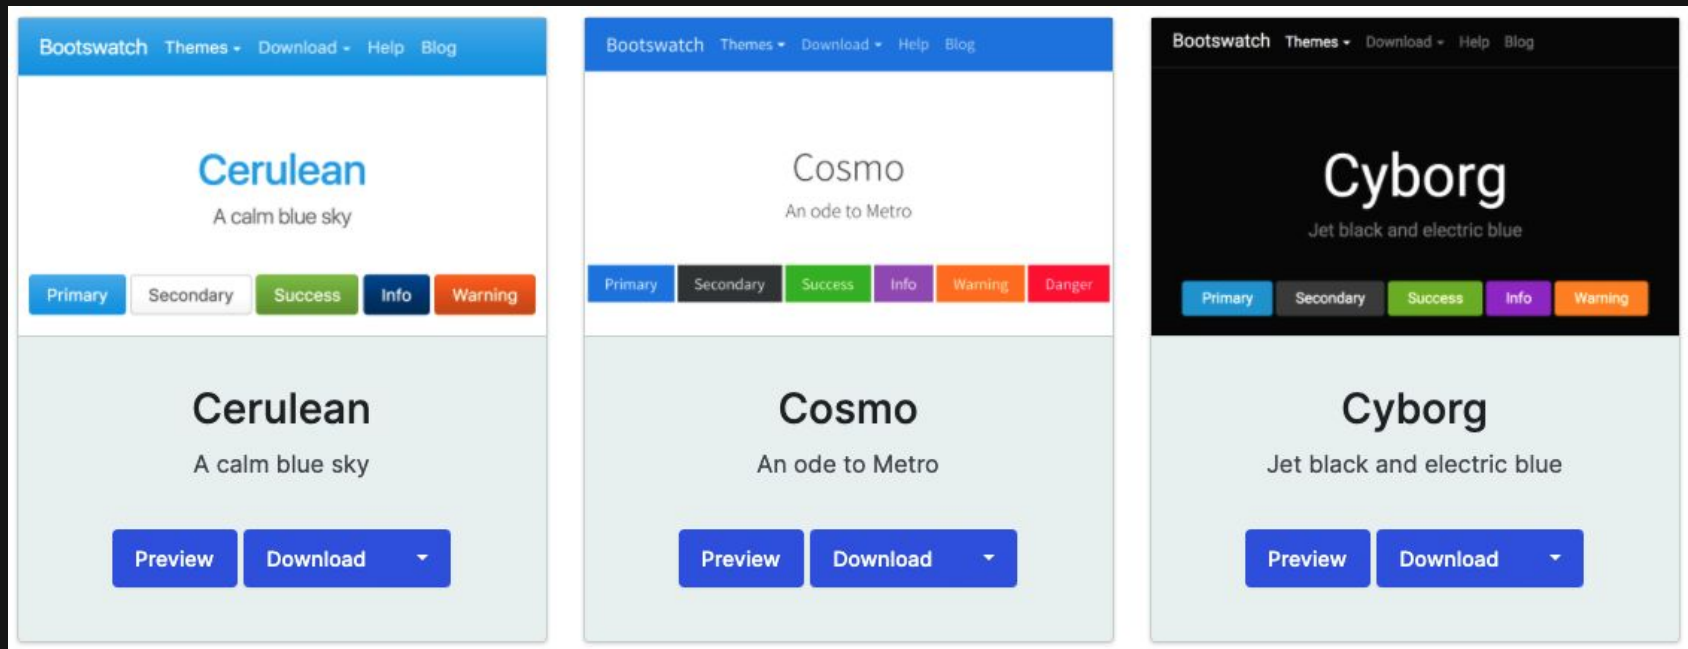 Bootswatch Themes Download Help Blog
Cerulean
A calm blue sky
Primary Secondary Success Info Warning
Cerulean
A calm blue sky
Preview Download
Bootswatch Themes Download Help Blog
Cosmo
An ode to Metro
Primary Secondary Success Info Warning Danger
Cosmo
An ode to Metro
Preview Download
Bootswatch Themes Download Help Blog
Cyborg
Jet black and electric blue
Primary Secondary Success Info Warning
Cyborg
Jet black and electric blue
Preview Download